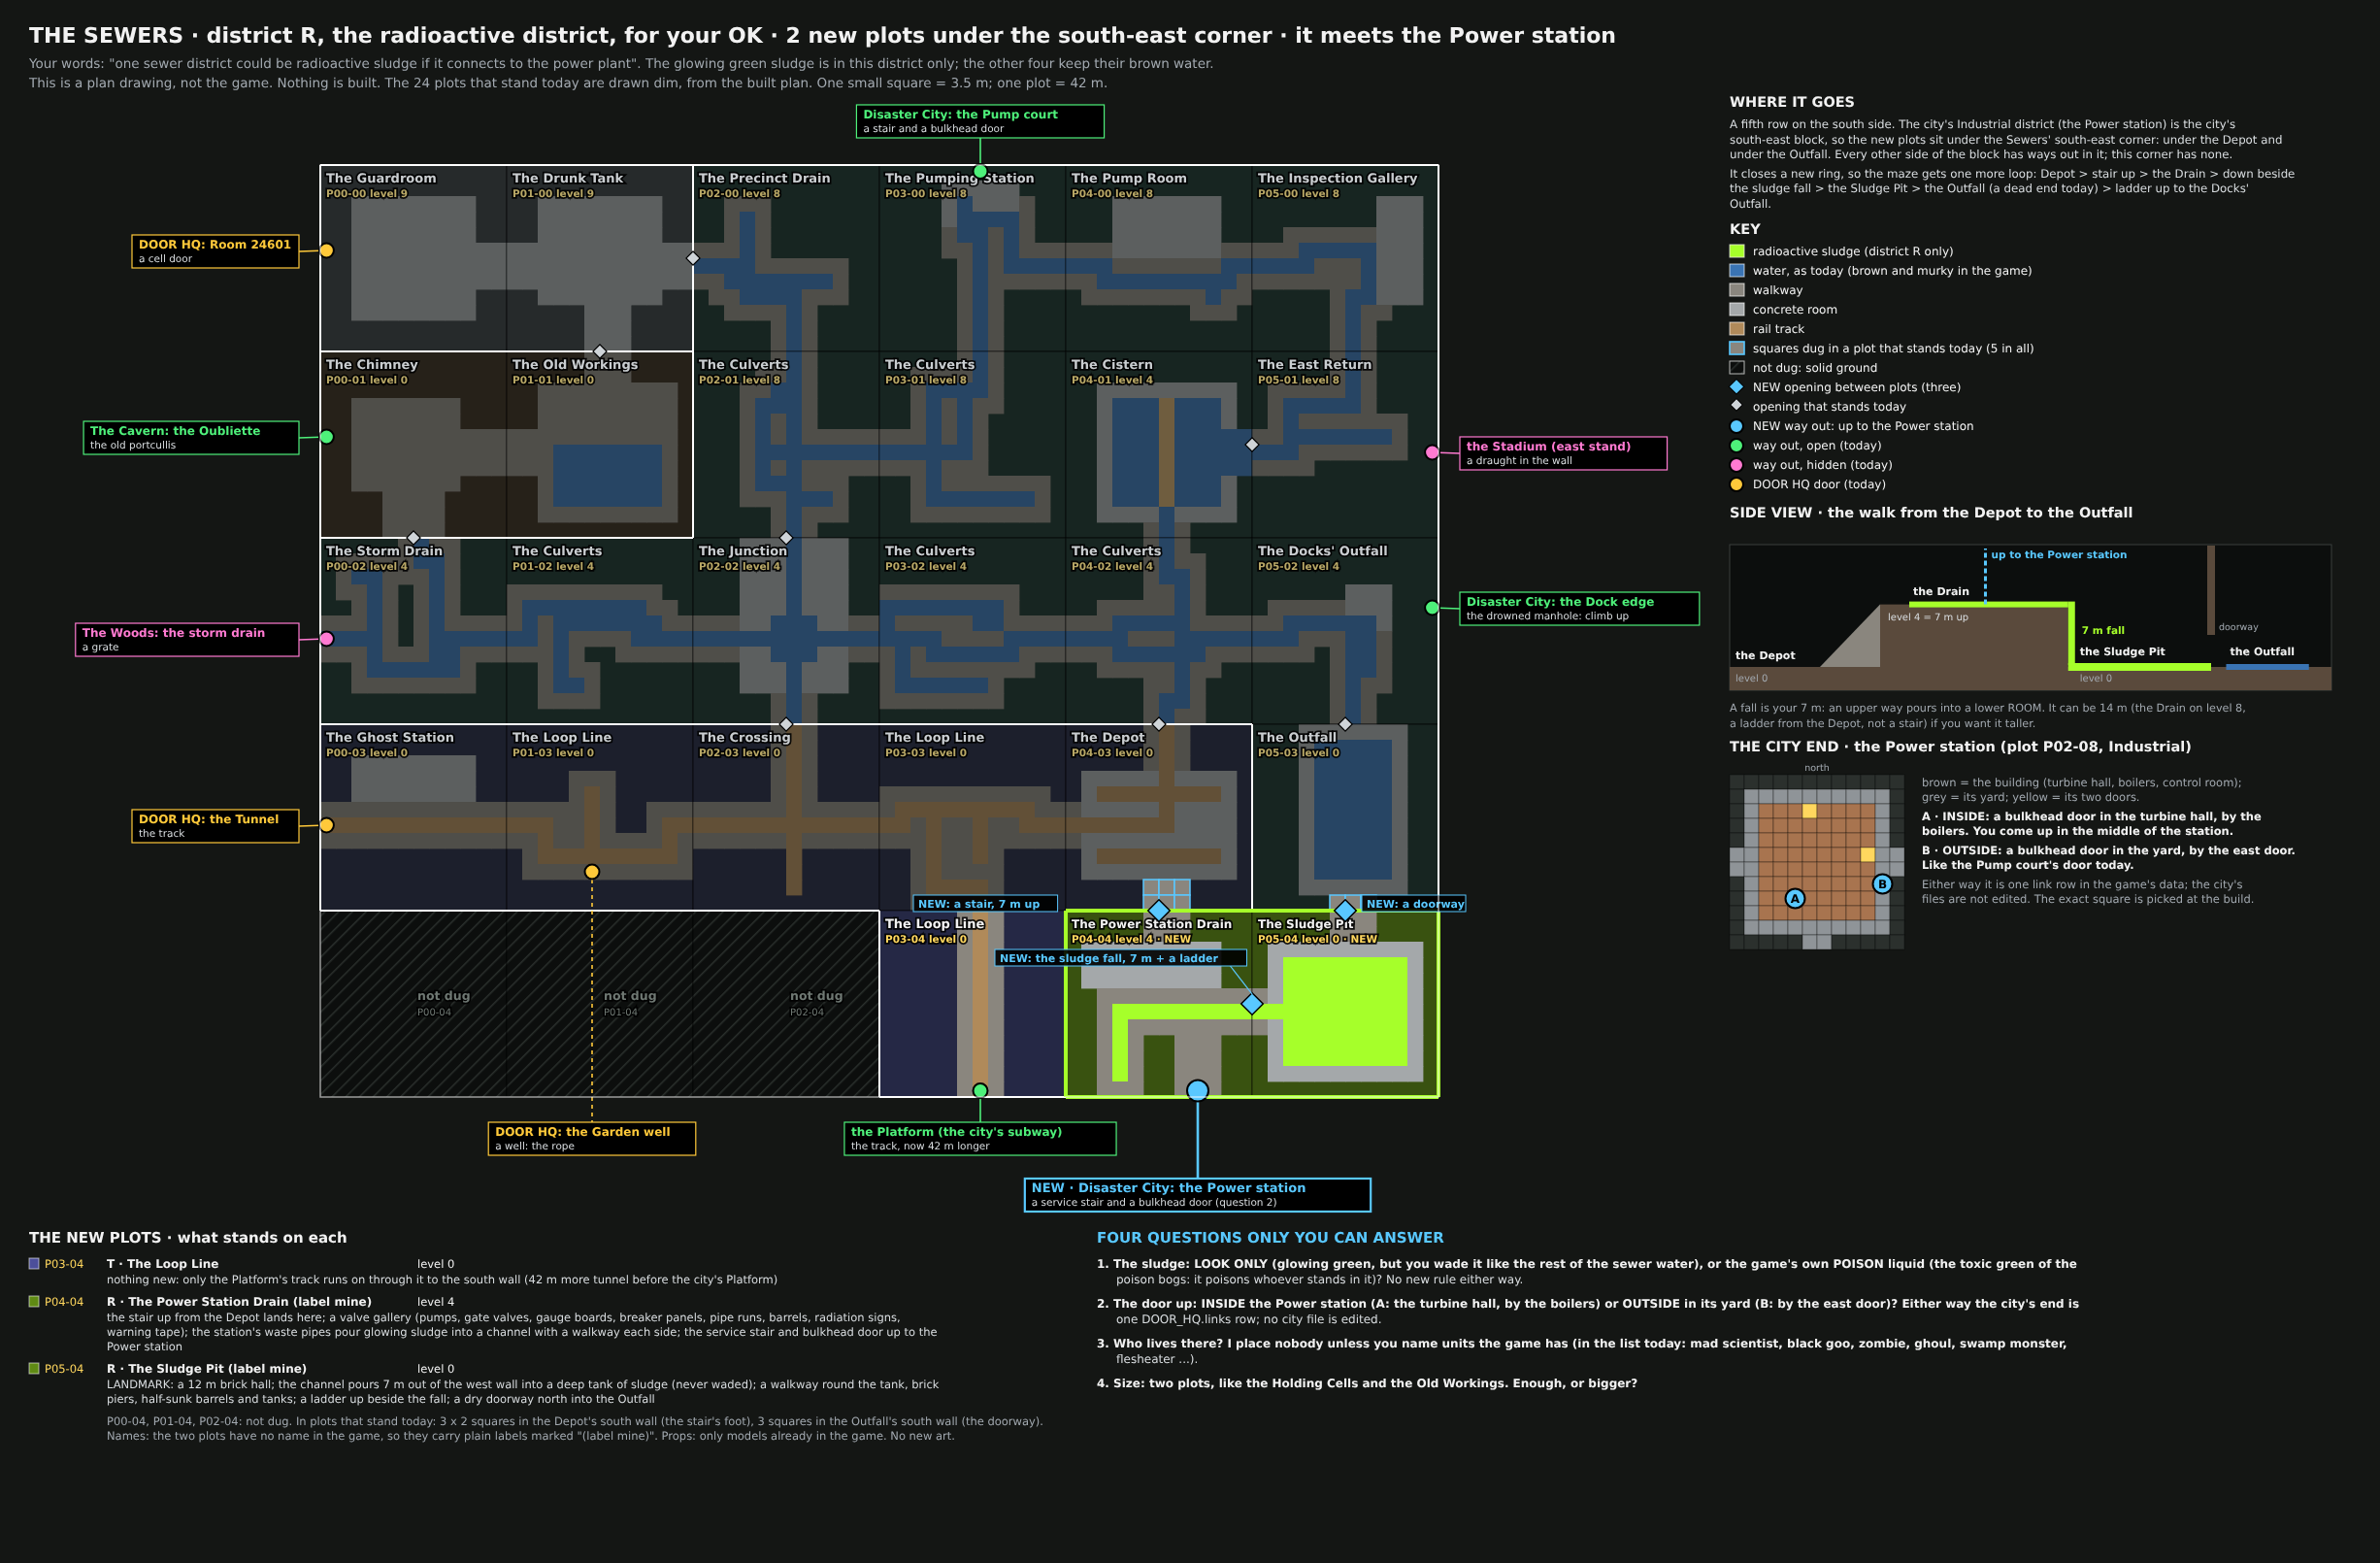 THE SEWERS · district R, the radioactive district, for your OK · 2 new plots under the south-east corner · it meets the Power station
Your words: "one sewer district could be radioactive sludge if it connects to the power plant". The glowing green sludge is in this district only; the other four keep their brown water.
This is a plan drawing, not the game. Nothing is built. The 24 plots that stand today are drawn dim, from the built plan. One small square = 3.5 m; one plot = 42 m.
Disaster City: the Pump court
a stair and a bulkhead door
The Guardroom
P00-00 level 9
The Drunk Tank
P01-00 level 9
The Precinct Drain
P02-00 level 8
The Pumping Station
P03-00 level 8
The Pump Room
P04-00 level 8
The Inspection Gallery
P05-00 level 8
DOOR HQ: Room 24601
a cell door
The Chimney
P00-01 level 0
The Old Workings
P01-01 level 0
The Culverts
P02-01 level 8
The Culverts
P03-01 level 8
The Cistern
P04-01 level 4
The East Return
P05-01 level 8
The Cavern: the Oubliette
the old portcullis
the Stadium (east stand)
a draught in the wall
The Storm Drain
P00-02 level 4
The Culverts
P01-02 level 4
The Junction
P02-02 level 4
The Culverts
P03-02 level 4
The Culverts
P04-02 level 4
The Docks' Outfall
P05-02 level 4
Disaster City: the Dock edge
the drowned manhole: climb up
The Woods: the storm drain
a grate
The Ghost Station
P00-03 level 0
The Loop Line
P01-03 level 0
The Crossing
P02-03 level 0
The Loop Line
P03-03 level 0
The Depot
P04-03 level 0
The Outfall
P05-03 level 0
DOOR HQ: the Tunnel
the track
NEW: a stair, 7 m up
NEW: a doorway
The Loop Line
P03-04 level 0
The Power Station Drain
P04-04 level 4 · NEW
The Sludge Pit
P05-04 level 0 · NEW
NEW: the sludge fall, 7 m + a ladder
not dug
P00-04
not dug
P01-04
not dug
P02-04
DOOR HQ: the Garden well
a well: the rope
the Platform (the city's subway)
the track, now 42 m longer
NEW · Disaster City: the Power station
a service stair and a bulkhead door (question 2)
WHERE IT GOES
A fifth row on the south side. The city's Industrial district (the Power station) is the city's
south-east block, so the new plots sit under the Sewers' south-east corner: under the Depot and
under the Outfall. Every other side of the block has ways out in it; this corner has none.
It closes a new ring, so the maze gets one more loop: Depot > stair up > the Drain > down beside
the sludge fall > the Sludge Pit > the Outfall (a dead end today) > ladder up to the Docks'
Outfall.
KEY
radioactive sludge (district R only)
water, as today (brown and murky in the game)
walkway
concrete room
rail track
squares dug in a plot that stands today (5 in all)
not dug: solid ground
NEW opening between plots (three)
opening that stands today
NEW way out: up to the Power station
way out, open (today)
way out, hidden (today)
DOOR HQ door (today)
SIDE VIEW · the walk from the Depot to the Outfall
up to the Power station
the Drain
level 4 = 7 m up
doorway
7 m fall
the Depot
the Sludge Pit
the Outfall
level 0
level 0
A fall is your 7 m: an upper way pours into a lower ROOM. It can be 14 m (the Drain on level 8,
a ladder from the Depot, not a stair) if you want it taller.
THE CITY END · the Power station (plot P02-08, Industrial)
north
A
B
brown = the building (turbine hall, boilers, control room);
grey = its yard; yellow = its two doors.
A · INSIDE: a bulkhead door in the turbine hall, by the
boilers. You come up in the middle of the station.
B · OUTSIDE: a bulkhead door in the yard, by the east door.
Like the Pump court's door today.
Either way it is one link row in the game's data; the city's
files are not edited. The exact square is picked at the build.
THE NEW PLOTS · what stands on each
P03-04 T · The Loop Line level 0
nothing new: only the Platform's track runs on through it to the south wall (42 m more tunnel before the city's Platform)
P04-04 R · The Power Station Drain (label mine) level 4
the stair up from the Depot lands here; a valve gallery (pumps, gate valves, gauge boards, breaker panels, pipe runs, barrels, radiation signs,
warning tape); the station's waste pipes pour glowing sludge into a channel with a walkway each side; the service stair and bulkhead door up to the
Power station
P05-04 R · The Sludge Pit (label mine) level 0
LANDMARK: a 12 m brick hall; the channel pours 7 m out of the west wall into a deep tank of sludge (never waded); a walkway round the tank, brick
piers, half-sunk barrels and tanks; a ladder up beside the fall; a dry doorway north into the Outfall
P00-04, P01-04, P02-04: not dug. In plots that stand today: 3 x 2 squares in the Depot's south wall (the stair's foot), 3 squares in the Outfall's south wall (the doorway).
Names: the two plots have no name in the game, so they carry plain labels marked "(label mine)". Props: only models already in the game. No new art.
FOUR QUESTIONS ONLY YOU CAN ANSWER
1. The sludge: LOOK ONLY (glowing green, but you wade it like the rest of the sewer water), or the game's own POISON liquid (the toxic green of the
poison bogs: it poisons whoever stands in it)? No new rule either way.
2. The door up: INSIDE the Power station (A: the turbine hall, by the boilers) or OUTSIDE in its yard (B: by the east door)? Either way the city's end is
one DOOR_HQ.links row; no city file is edited.
3. Who lives there? I place nobody unless you name units the game has (in the list today: mad scientist, black goo, zombie, ghoul, swamp monster,
flesheater ...).
4. Size: two plots, like the Holding Cells and the Old Workings. Enough, or bigger?